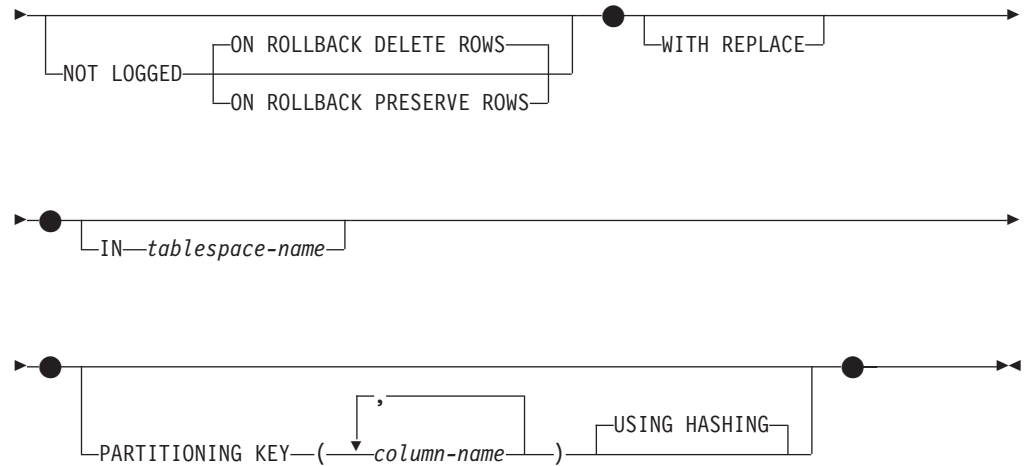 ON ROLLBACK DELETE ROWS
WITH REPLACE
NOT LOGGED
ON ROLLBACK PRESERVE ROWS
IN tablespace-name
,
USING HASHING
PARTITIONING KEY ( column-name )